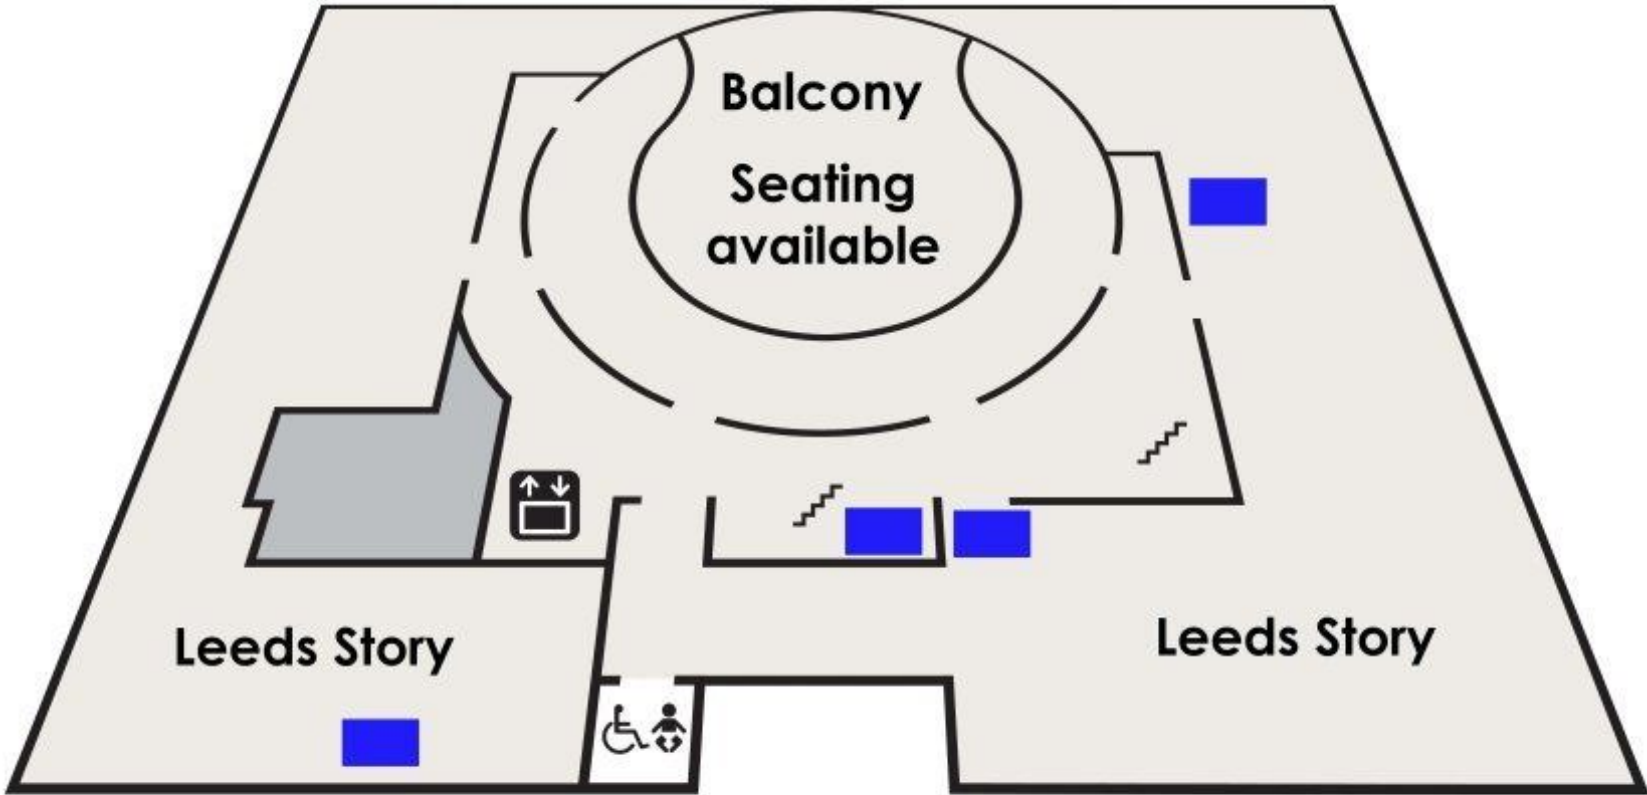 Balcony
Seating
available
Leeds Story
Leeds Story